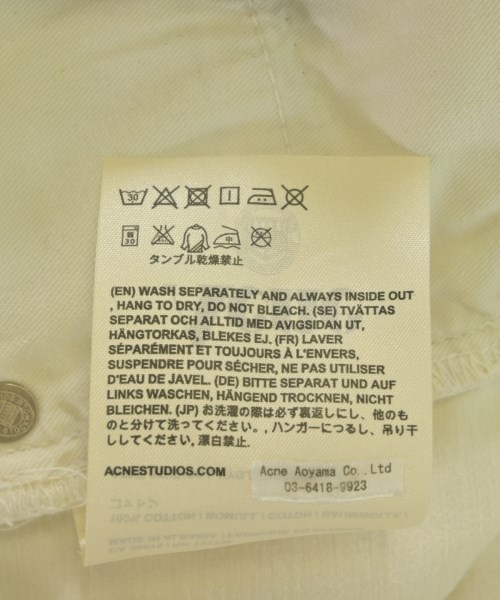 30
30 中
タンブル乾燥禁止
(EN) WASH SEPARATELY AND ALWAYS INSIDE OUT
, HANG TO DRY, DO NOT BLEACH. (SE) TVÄTTAS
SEPARAT OCH ALLTID MED AVIGSIDAN UT,
HÄNGTORKAS, BLEKES EJ. (FR) LAVER
SÉPARÉMENT ET TOUJOURS À L'ENVERS,
SUSPENDRE POUR SÉCHER, NE PAS UTILISER
D'EAU DE JAVEL. (DE) BITTE SEPARAT UND AUF
LINKS WASCHEN, HÄNGEND TROCKNEN, NICHT
BLEICHEN. (JP) お洗濯の際は必ず裏返しにし、他のも
のと分けて洗ってください。, ハンガーにつるし、吊り干
ししてください, 漂白禁止.
ACNESTUDIOS.COM
Acne Aoyama Co.,Ltd
03-6418-9923